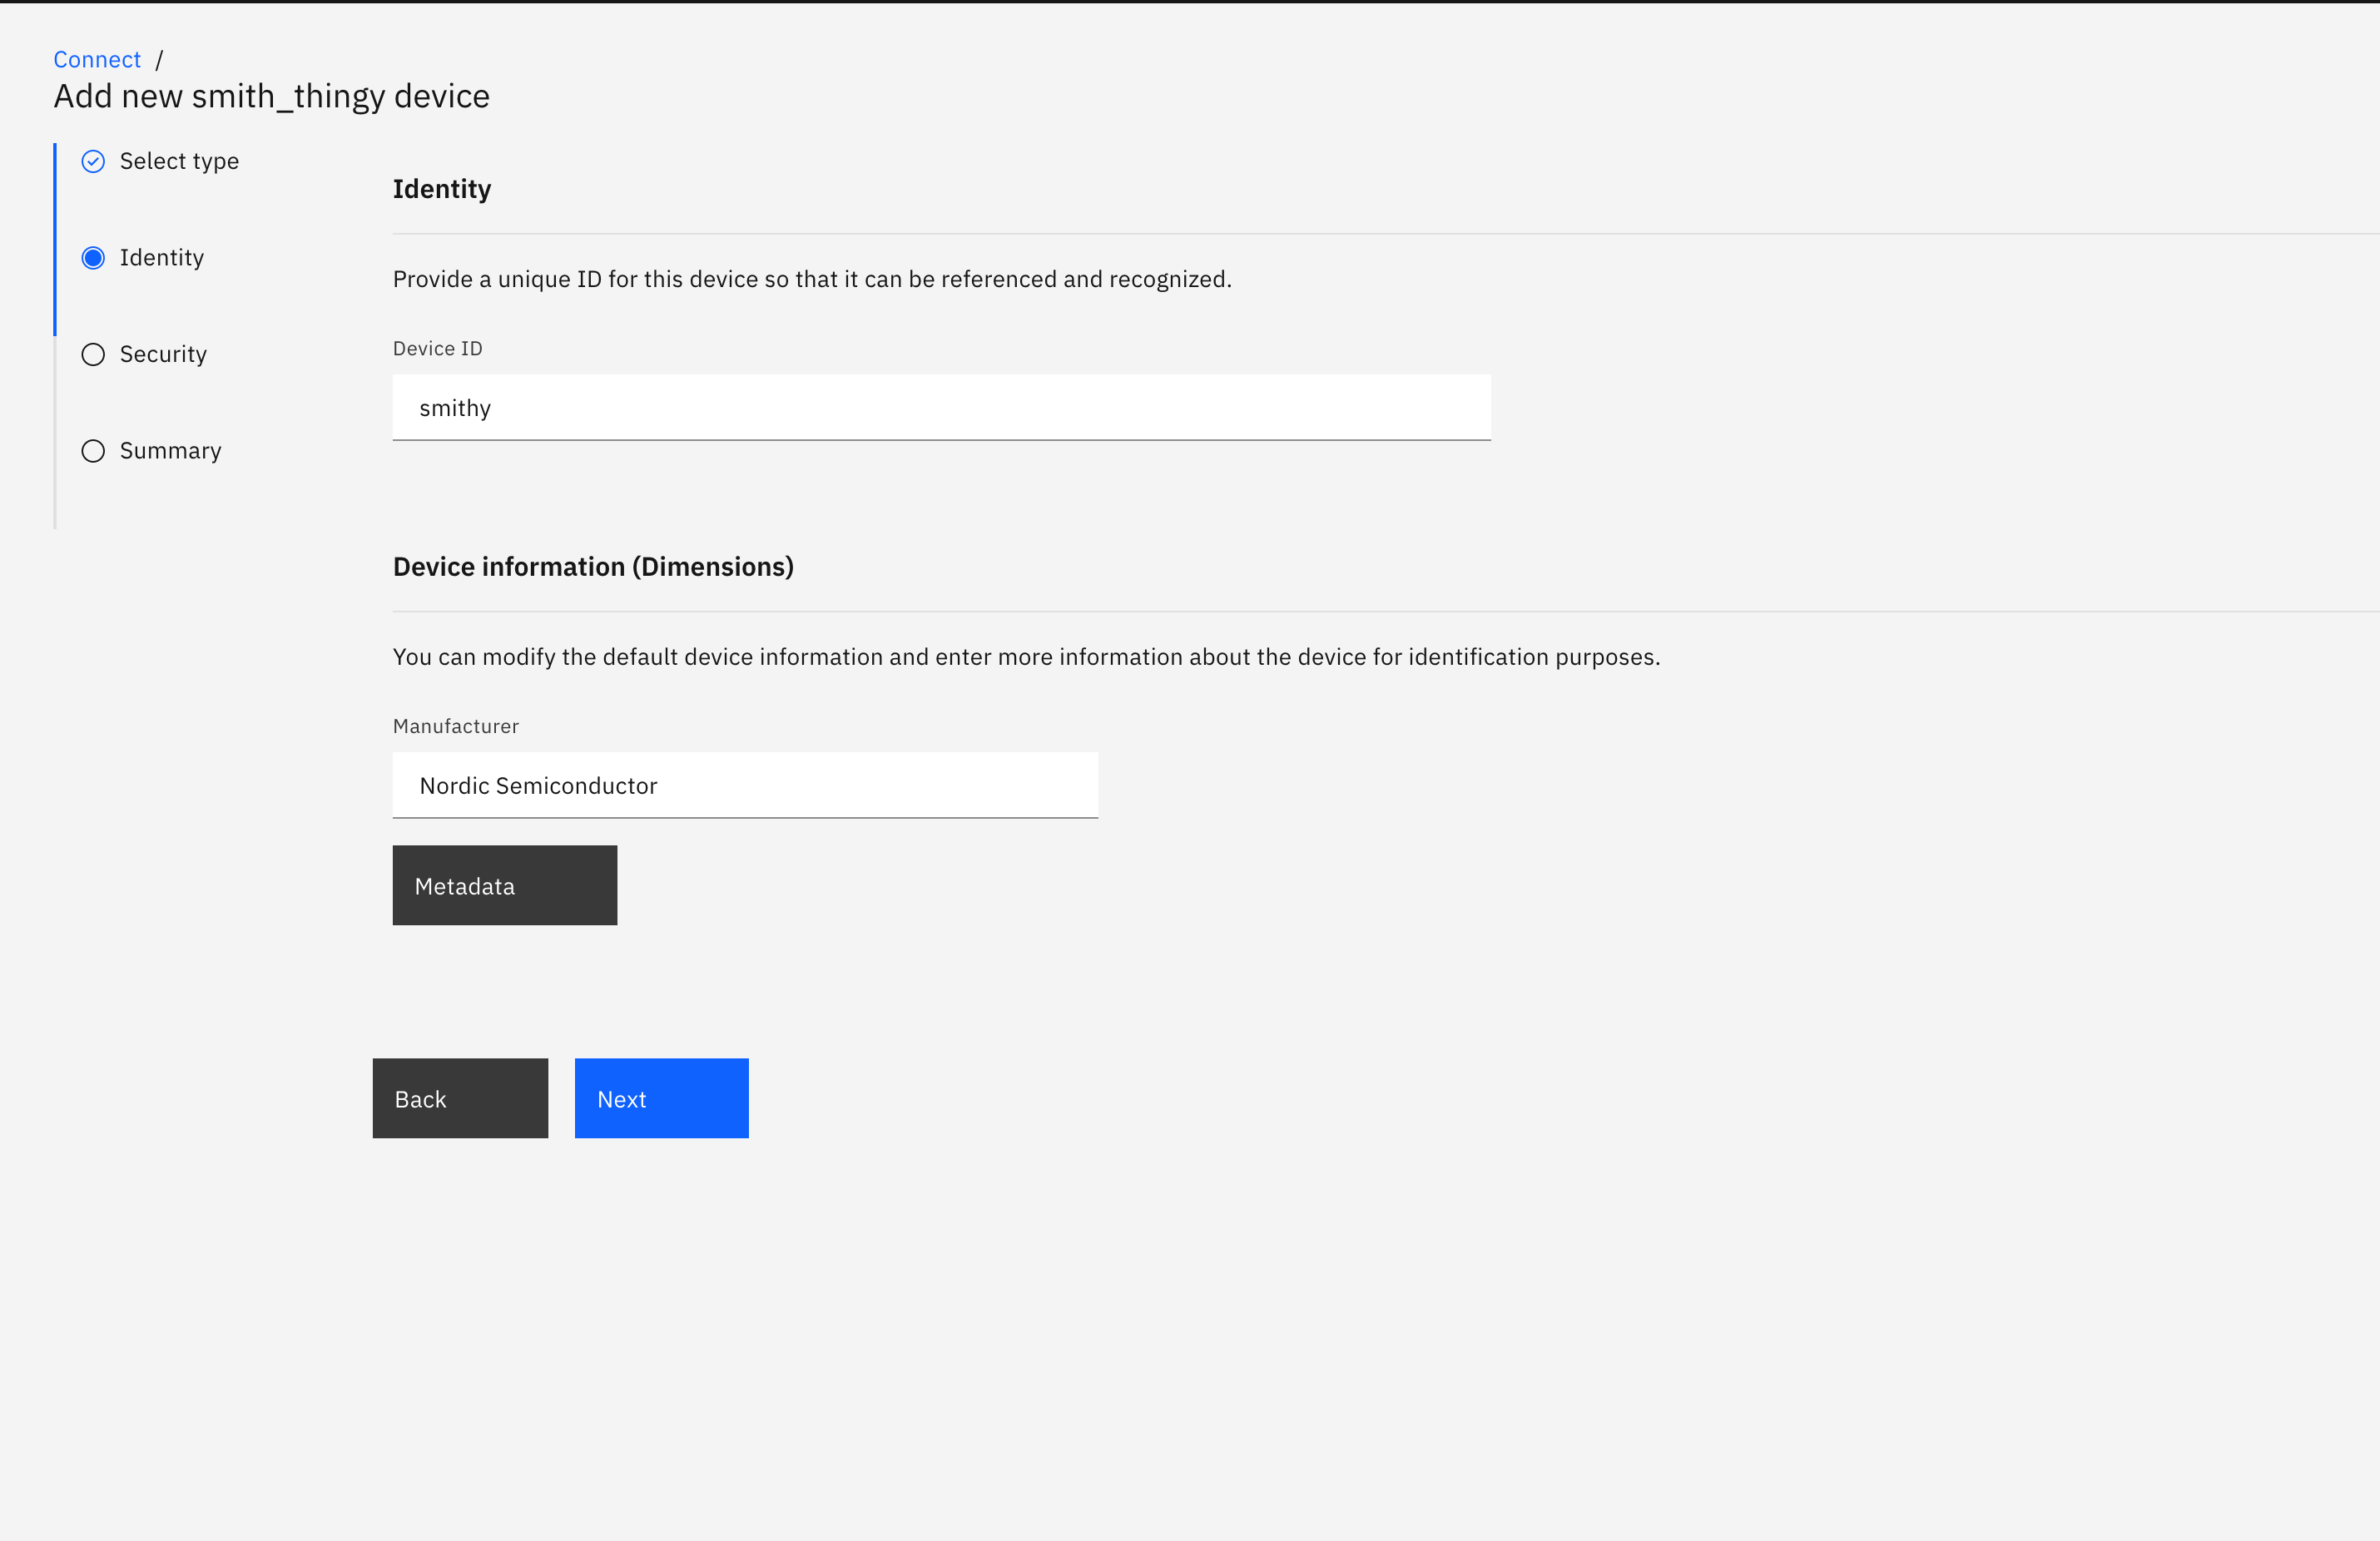 Connect /
Add new smith_thingy device
Select type
Identity
Security
Summary
Identity
Provide a unique ID for this device so that it can be referenced and recognized.
Device ID
smithy
Device information (Dimensions)
You can modify the default device information and enter more information about the device for identification purposes.
Manufacturer
Nordic Semiconductor
Metadata
Back
Next